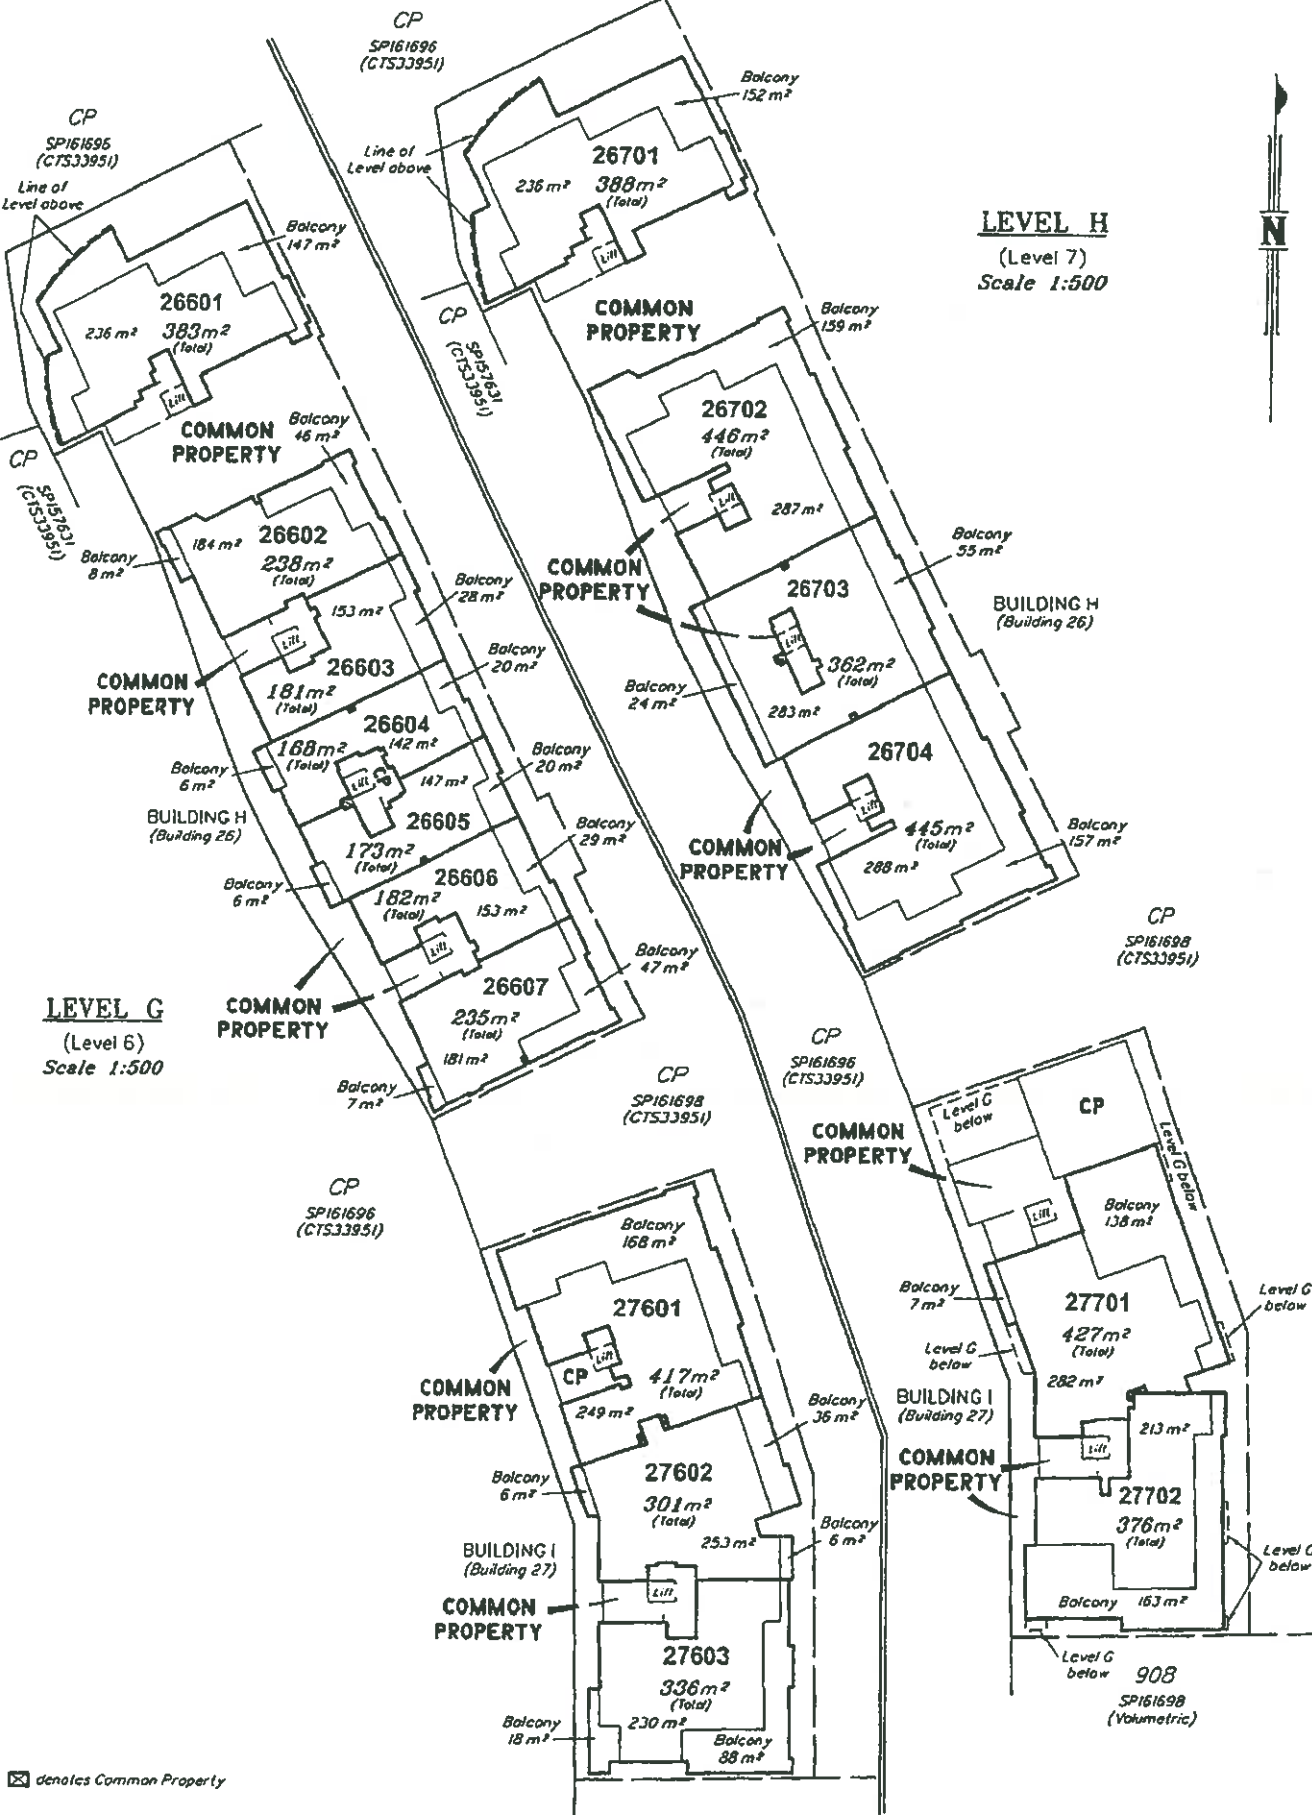 CP
SP161696
(CTS33951)
CP
SP161696
(CTS33951)
Line of
Level above
Balcony
147 m²
26601
236 m²
383m²
(Total)
Lift
COMMON
PROPERTY
CP
SP157631
(CTS33951)
Balcony
46 m²
26602
184 m²
238m²
(Total)
Balcony
8 m²
153 m²
Balcony
28 m²
Lift
26603
181m²
(Total)
COMMON
PROPERTY
Balcony
20 m²
26604
168m²
(Total)
142 m²
Balcony
6 m²
Lift
CP
147 m²
Balcony
20 m²
BUILDING H
(Building 26)
26605
173m²
(Total)
Balcony
29 m²
Balcony
6 m²
26606
182m²
(Total)
153 m²
Lift
Balcony
47 m²
26607
235m²
(Total)
181 m²
COMMON
PROPERTY
Balcony
7 m²
LEVEL G
(Level 6)
Scale 1:500
Balcony
152 m²
Line of
Level above
26701
236 m²
388m²
(Total)
Lift
COMMON
PROPERTY
CP
SP157631
(CTS33951)
LEVEL H
(Level 7)
Scale 1:500
N
Balcony
159 m²
26702
446m²
(Total)
Lift
287 m²
COMMON
PROPERTY
Balcony
55 m²
26703
Lift
362m²
(Total)
283 m²
Balcony
24 m²
BUILDING H
(Building 26)
26704
Lift
445m²
(Total)
288 m²
COMMON
PROPERTY
Balcony
157 m²
CP
SP161698
(CTS33951)
CP
SP161696
(CTS33951)
CP
SP161698
(CTS33951)
CP
SP161696
(CTS33951)
Balcony
168 m²
27601
Lift
CP
417m²
(Total)
249 m²
COMMON
PROPERTY
Balcony
36 m²
27602
301m²
(Total)
253 m²
Balcony
6 m²
Balcony
6 m²
BUILDING I
(Building 27)
Lift
COMMON
PROPERTY
27603
336m²
(Total)
230 m²
Balcony
18 m²
Balcony
88 m²
Level G
below
CP
Level G below
COMMON
PROPERTY
Lift
Balcony
138 m²
Balcony
7 m²
27701
427m²
(Total)
282 m²
Level G
below
Level G
below
BUILDING I
(Building 27)
213 m²
Lift
COMMON
PROPERTY
27702
376m²
(Total)
Balcony 163 m²
Level G
below
Level G
below
908
SP161698
(Volumetric)
denotes Common Property